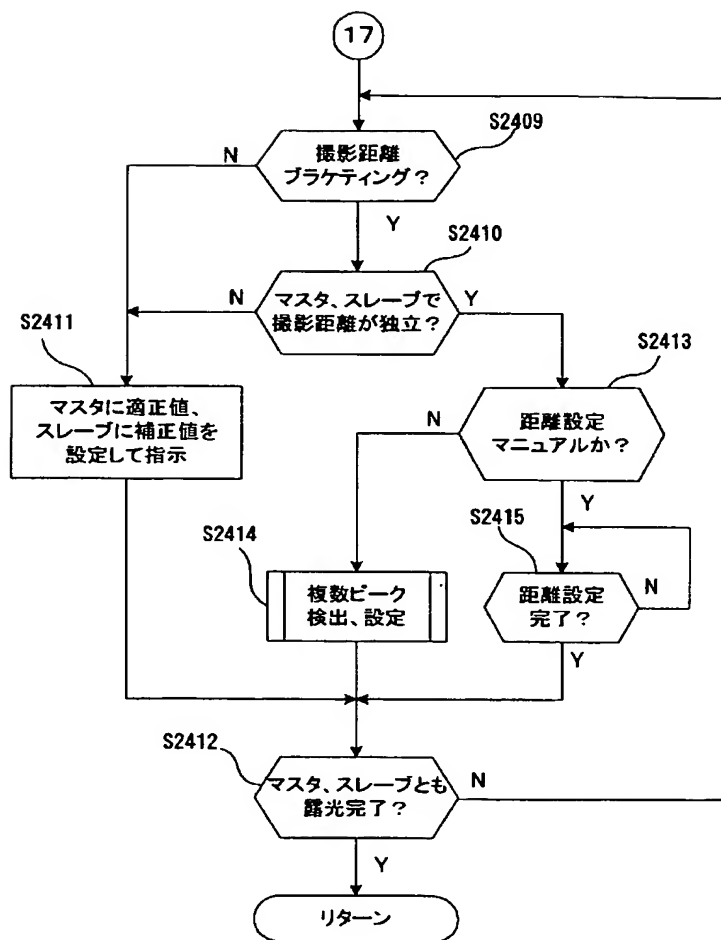 17
S2409
撮影距離
ブラケティング？
N
Y
S2410
マスタ、スレーブで
撮影距離が独立？
N
Y
S2411
マスタに適正値、
スレーブに補正値を
設定して指示
S2413
距離設定
マニュアルか？
N
Y
S2414
複数ピーク
検出、設定
S2415
距離設定
完了？
N
Y
S2412
マスタ、スレーブとも
露光完了？
N
Y
リターン